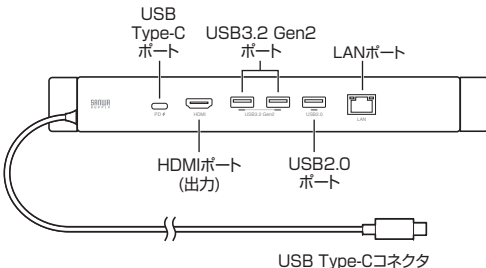 USB
Type-C
ポート
USB3.2 Gen2
ポート
LANポート
SANWA
SUPPLY
PD
HDMI
USB3.2 Gen2
USB2.0
LAN
HDMIポート
(出力)
USB2.0
ポート
USB Type-Cコネクタ